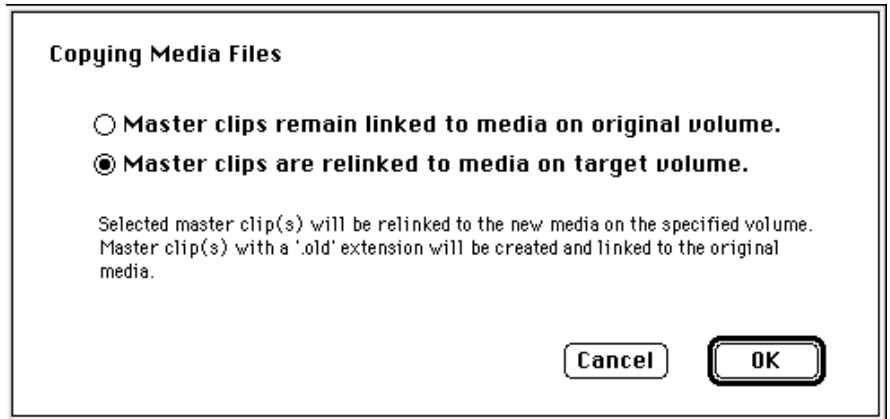 Copying Media Files
Master clips remain linked to media on original volume.
Master clips are relinked to media on target volume.
Selected master clip(s) will be relinked to the new media on the specified volume.
Master clip(s) with a '.old' extension will be created and linked to the original
media.
Cancel OK